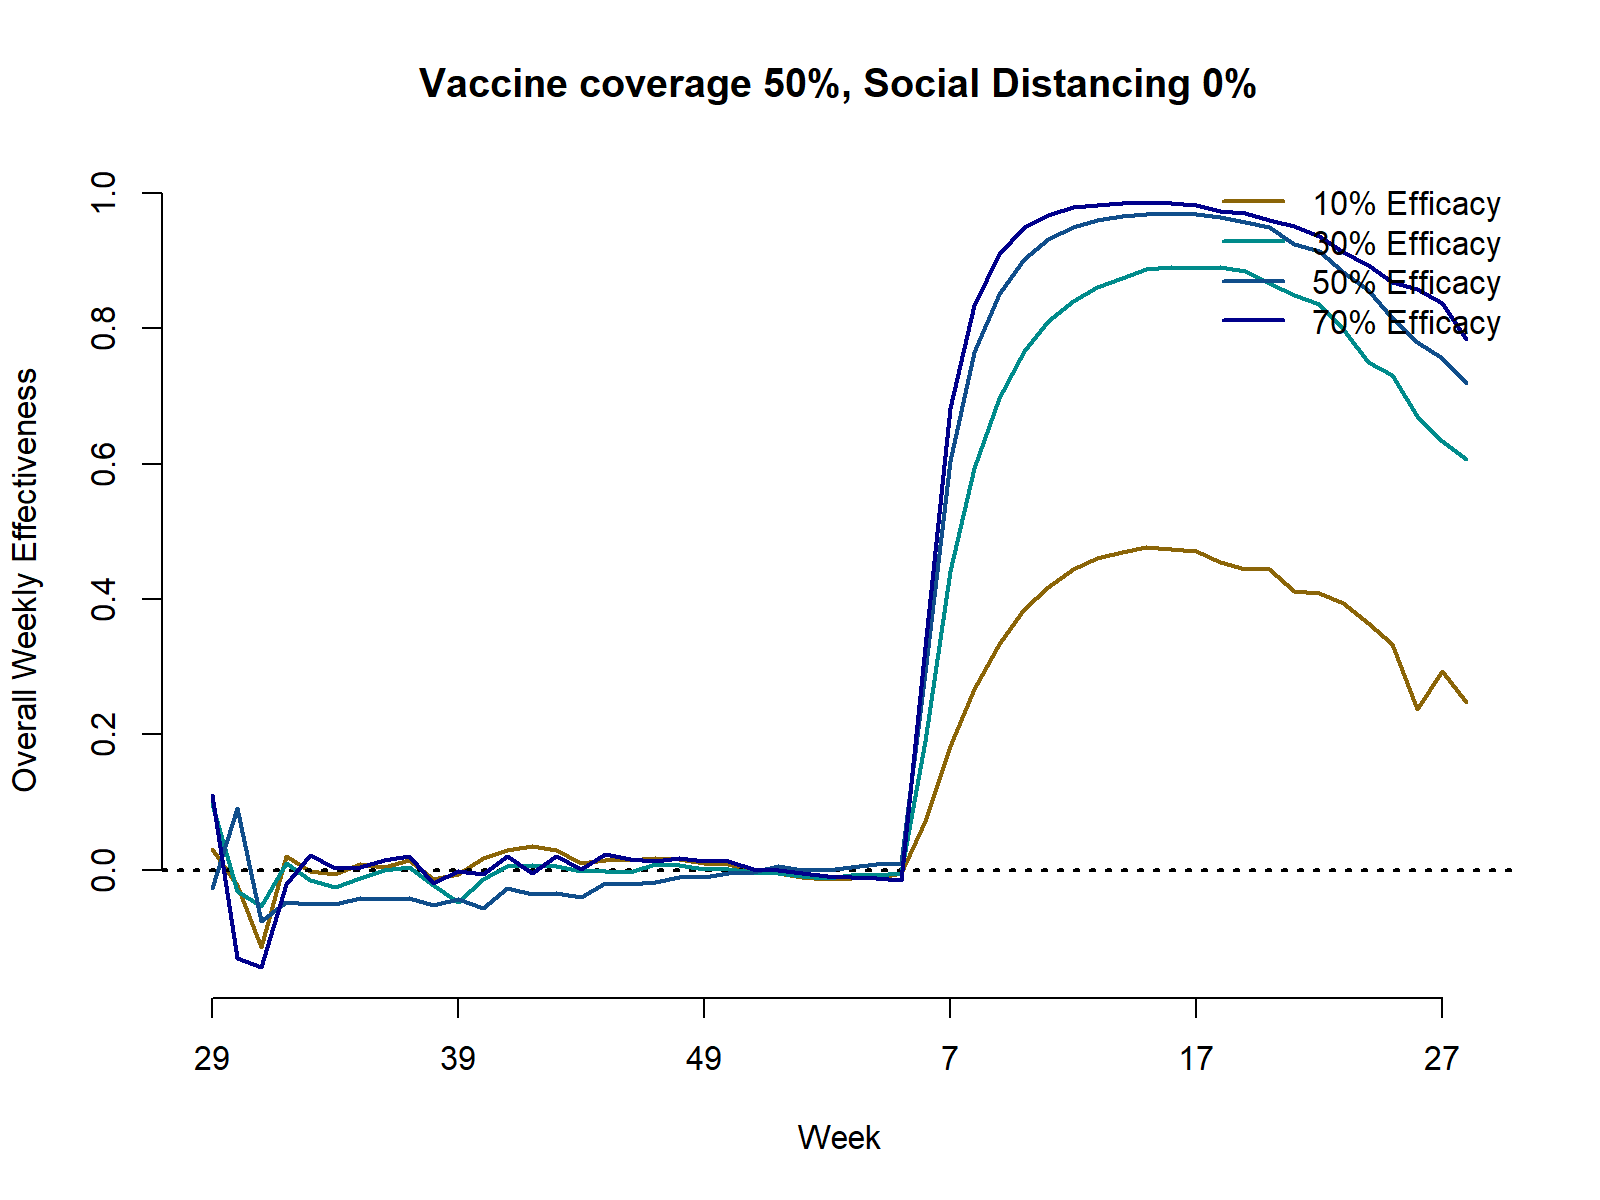 Vaccine coverage 50%, Social Distancing 0%
1.0
0.8
0.6
0.4
0.2
0.0
Overall Weekly Effectiveness
10% Efficacy
30% Efficacy
50% Efficacy
70% Efficacy
29 39 49 7 17 27
Week